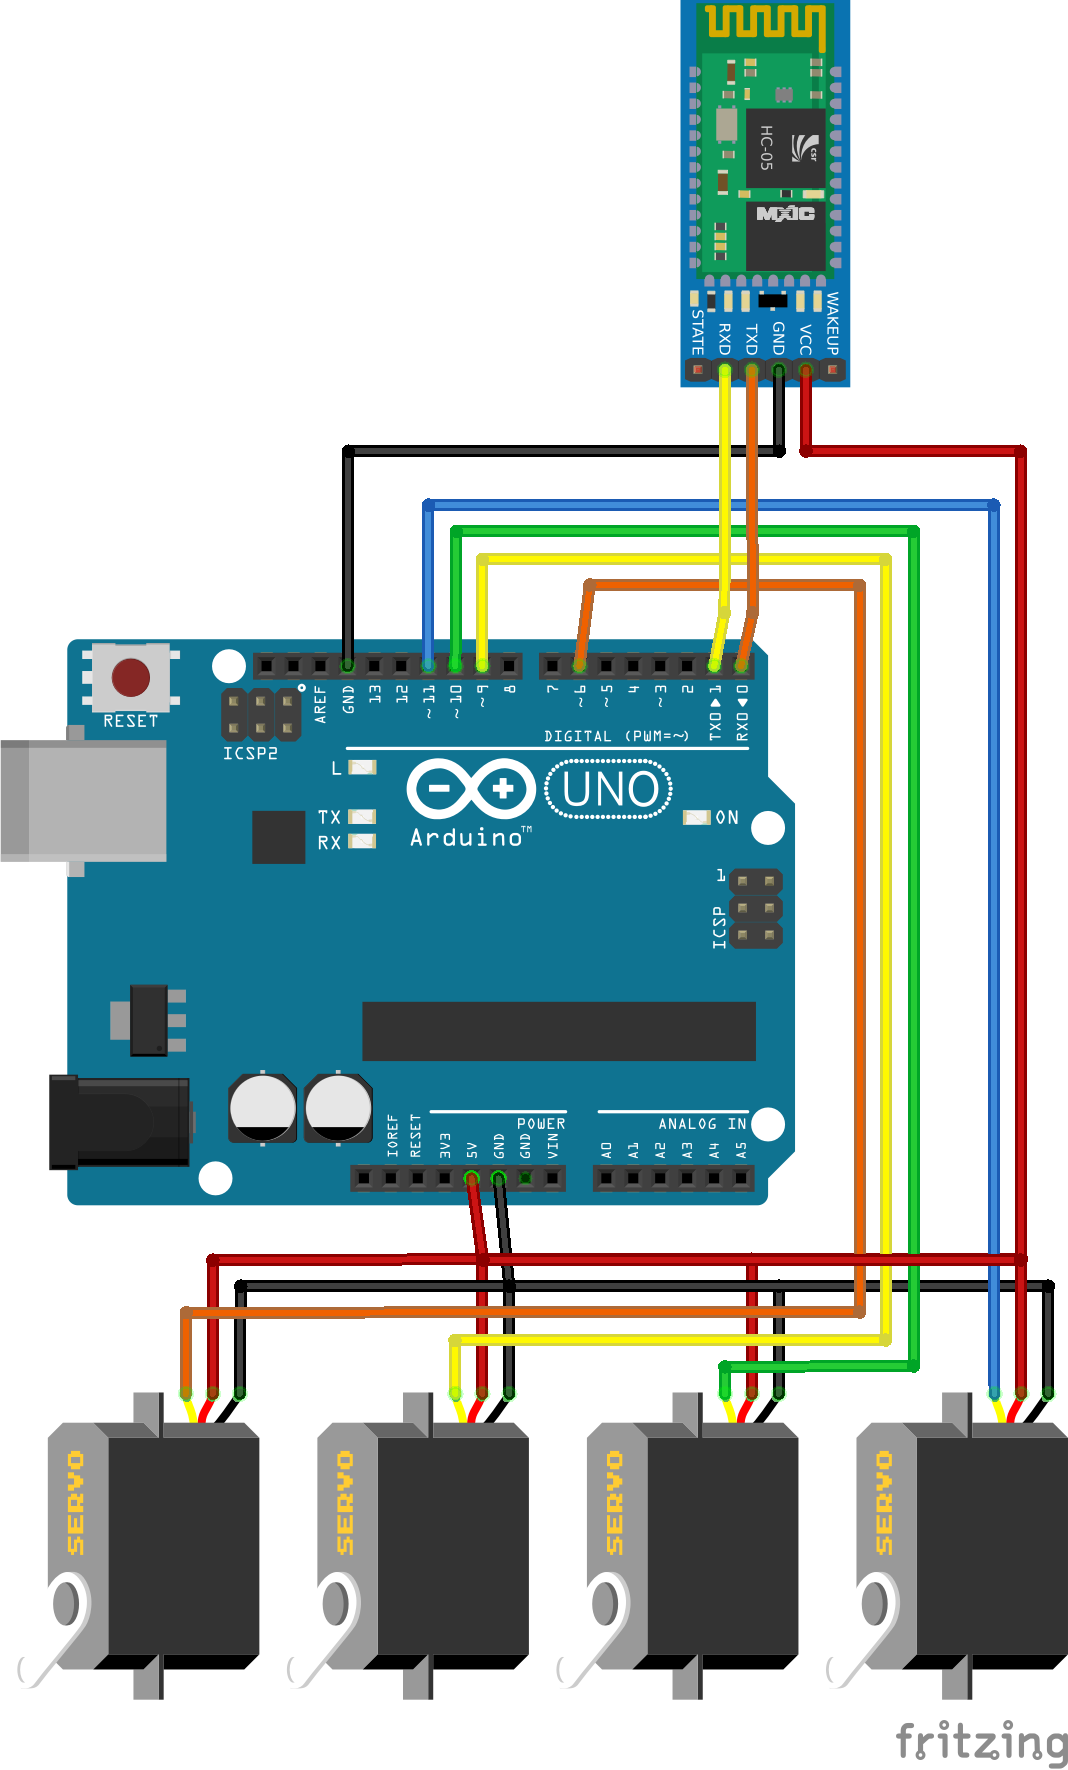 HC-05
csr
MXIC
STATE
RXD
TXD
GND
VCC
WAKEUP
RESET
ICSP2
AREF
GND
13
12
~11
~10
~9
8
7
~6
~5
4
~3
2
TX0▶1
RX0◀0
DIGITAL (PWM=~)
L
TX
RX
Arduino™
UNO
ON
1
ICSP
IOREF
RESET
3V3
5V
GND
GND
VIN
POWER
A0
A1
A2
A3
A4
A5
ANALOG IN
SERVO
SERVO
SERVO
SERVO
fritzing